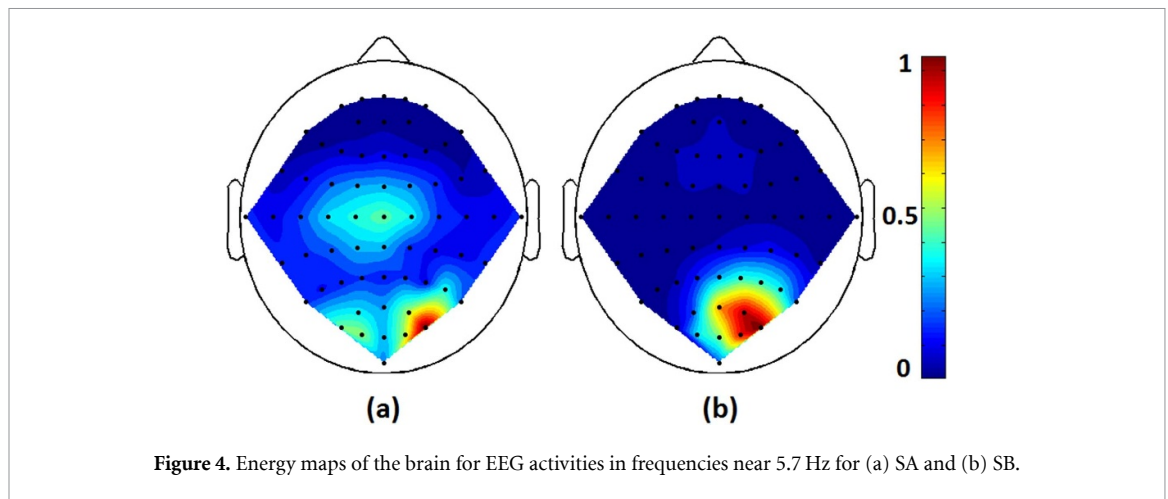 1
0.5
0
(a)
(b)
Figure 4. Energy maps of the brain for EEG activities in frequencies near 5.7 Hz for (a) SA and (b) SB.